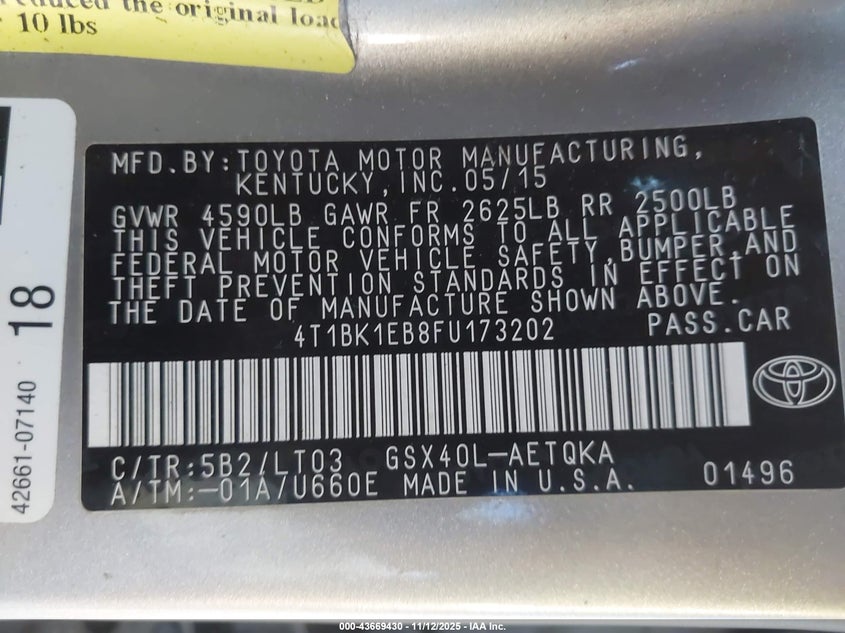 the original load
10 lbs
18
42661-07140
MFD.BY:TOYOTA MOTOR MANUFACTURING,
KENTUCKY,INC.05/15
GVWR 4590LB GAWR FR 2625LB RR 2500LB
THIS VEHICLE CONFORMS TO ALL APPLICABLE
FEDERAL MOTOR VEHICLE SAFETY,BUMPER,AND
THEFT PREVENTION STANDARDS IN EFFECT ON
THE DATE OF MANUFACTURE SHOWN ABOVE.
4T1BK1EB8FU173202 PASS.CAR
C/TR:5B2/LT03 GSX40L-AETQKA
A/TM:-01A/U660E MADE IN U.S.A. 01496
000-43669430 - 11/12/2025 - IAA Inc.